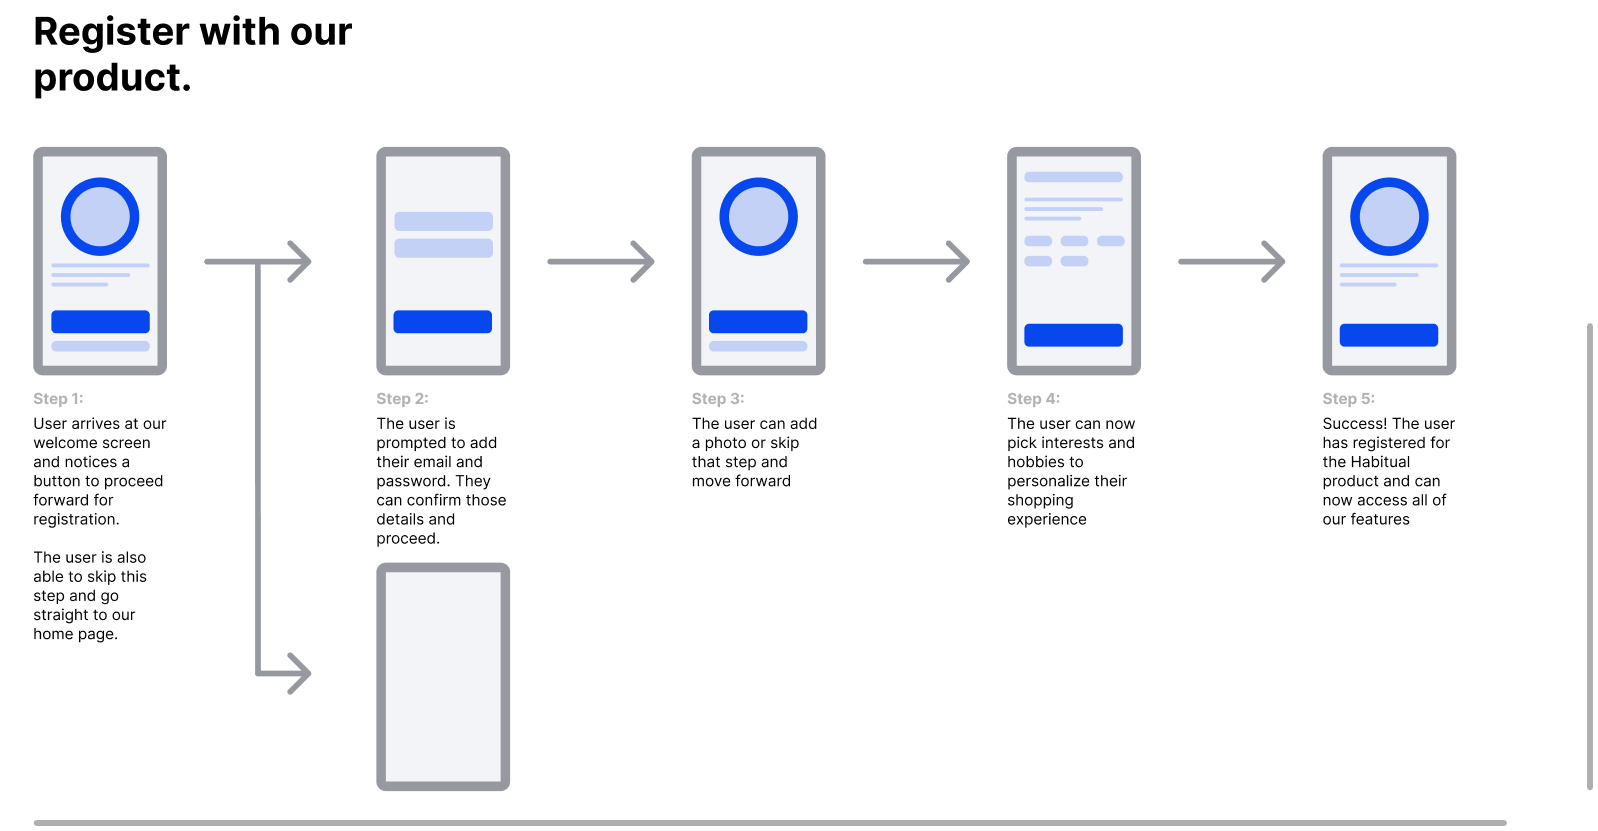 Register with our
product.
Step 1:
User arrives at our
welcome screen
and notices a
button to proceed
forward for
registration.
The user is also
able to skip this
step and go
straight to our
home page.
Step 2:
The user is
prompted to add
their email and
password. They
can confirm those
details and
proceed.
Step 3:
The user can add
a photo or skip
that step and
move forward
Step 4:
The user can now
pick interests and
hobbies to
personalize their
shopping
experience
Step 5:
Success! The user
has registered for
the Habitual
product and can
now access all of
our features